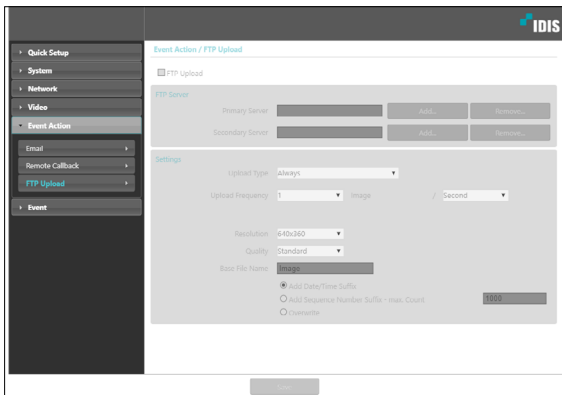 IDIS
Quick Setup
System
Network
Video
Event Action
Email
Remote Callback
FTP Upload
Event
Event Action / FTP Upload
FTP Upload
FTP Server
Primary Server Add... Remove...
Secondary Server Add... Remove...
Settings
Upload Type Always
Upload Frequency 1 Image / Second
Resolution 640x360
Quality Standard
Base File Name Image
Add Date/Time Suffix
Add Sequence Number Suffix - max. Count 1000
Overwrite
Save